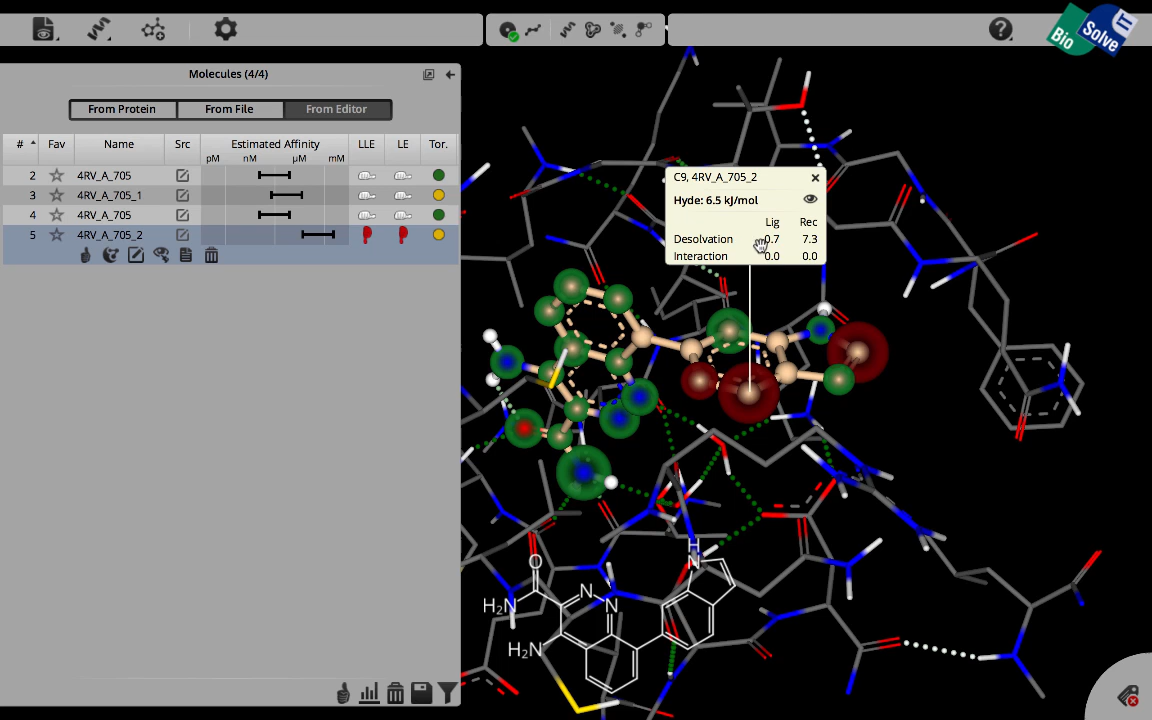 Bio
Solve
IT
Molecules (4/4)
From Protein From File From Editor
# Fav Name Src Estimated Affinity LLE LE Tor.
pM nM µM mM
2 4RV_A_705
3 4RV_A_705_1
4 4RV_A_705
5 4RV_A_705_2
C9, 4RV_A_705_2
Hyde: 6.5 kJ/mol
Lig Rec
Desolvation 0.7 7.3
Interaction 0.0 0.0
H
N
O
H₂N
N
N
H₂N